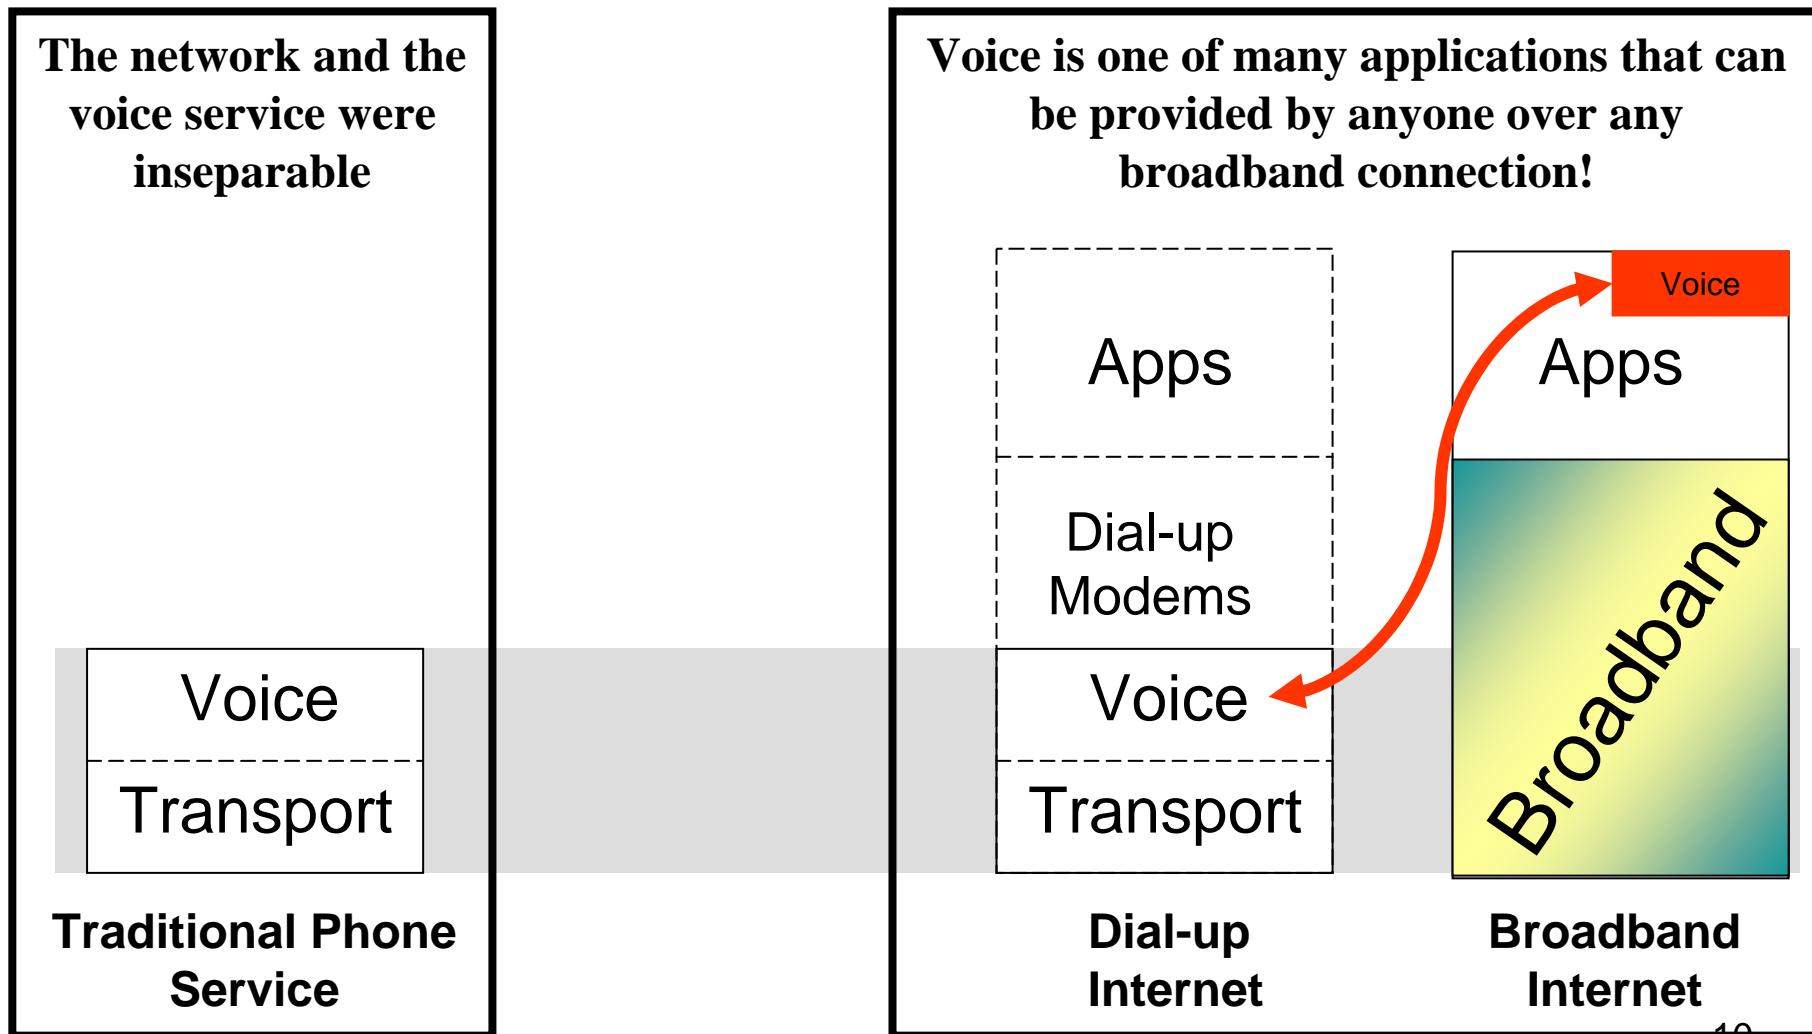 The network and the
voice service were
inseparable
Voice
Transport
Traditional Phone
Service
Voice is one of many applications that can
be provided by anyone over any
broadband connection!
Apps
Dial-up
Modems
Voice
Transport
Dial-up
Internet
Voice
Apps
Broadband
Broadband
Internet